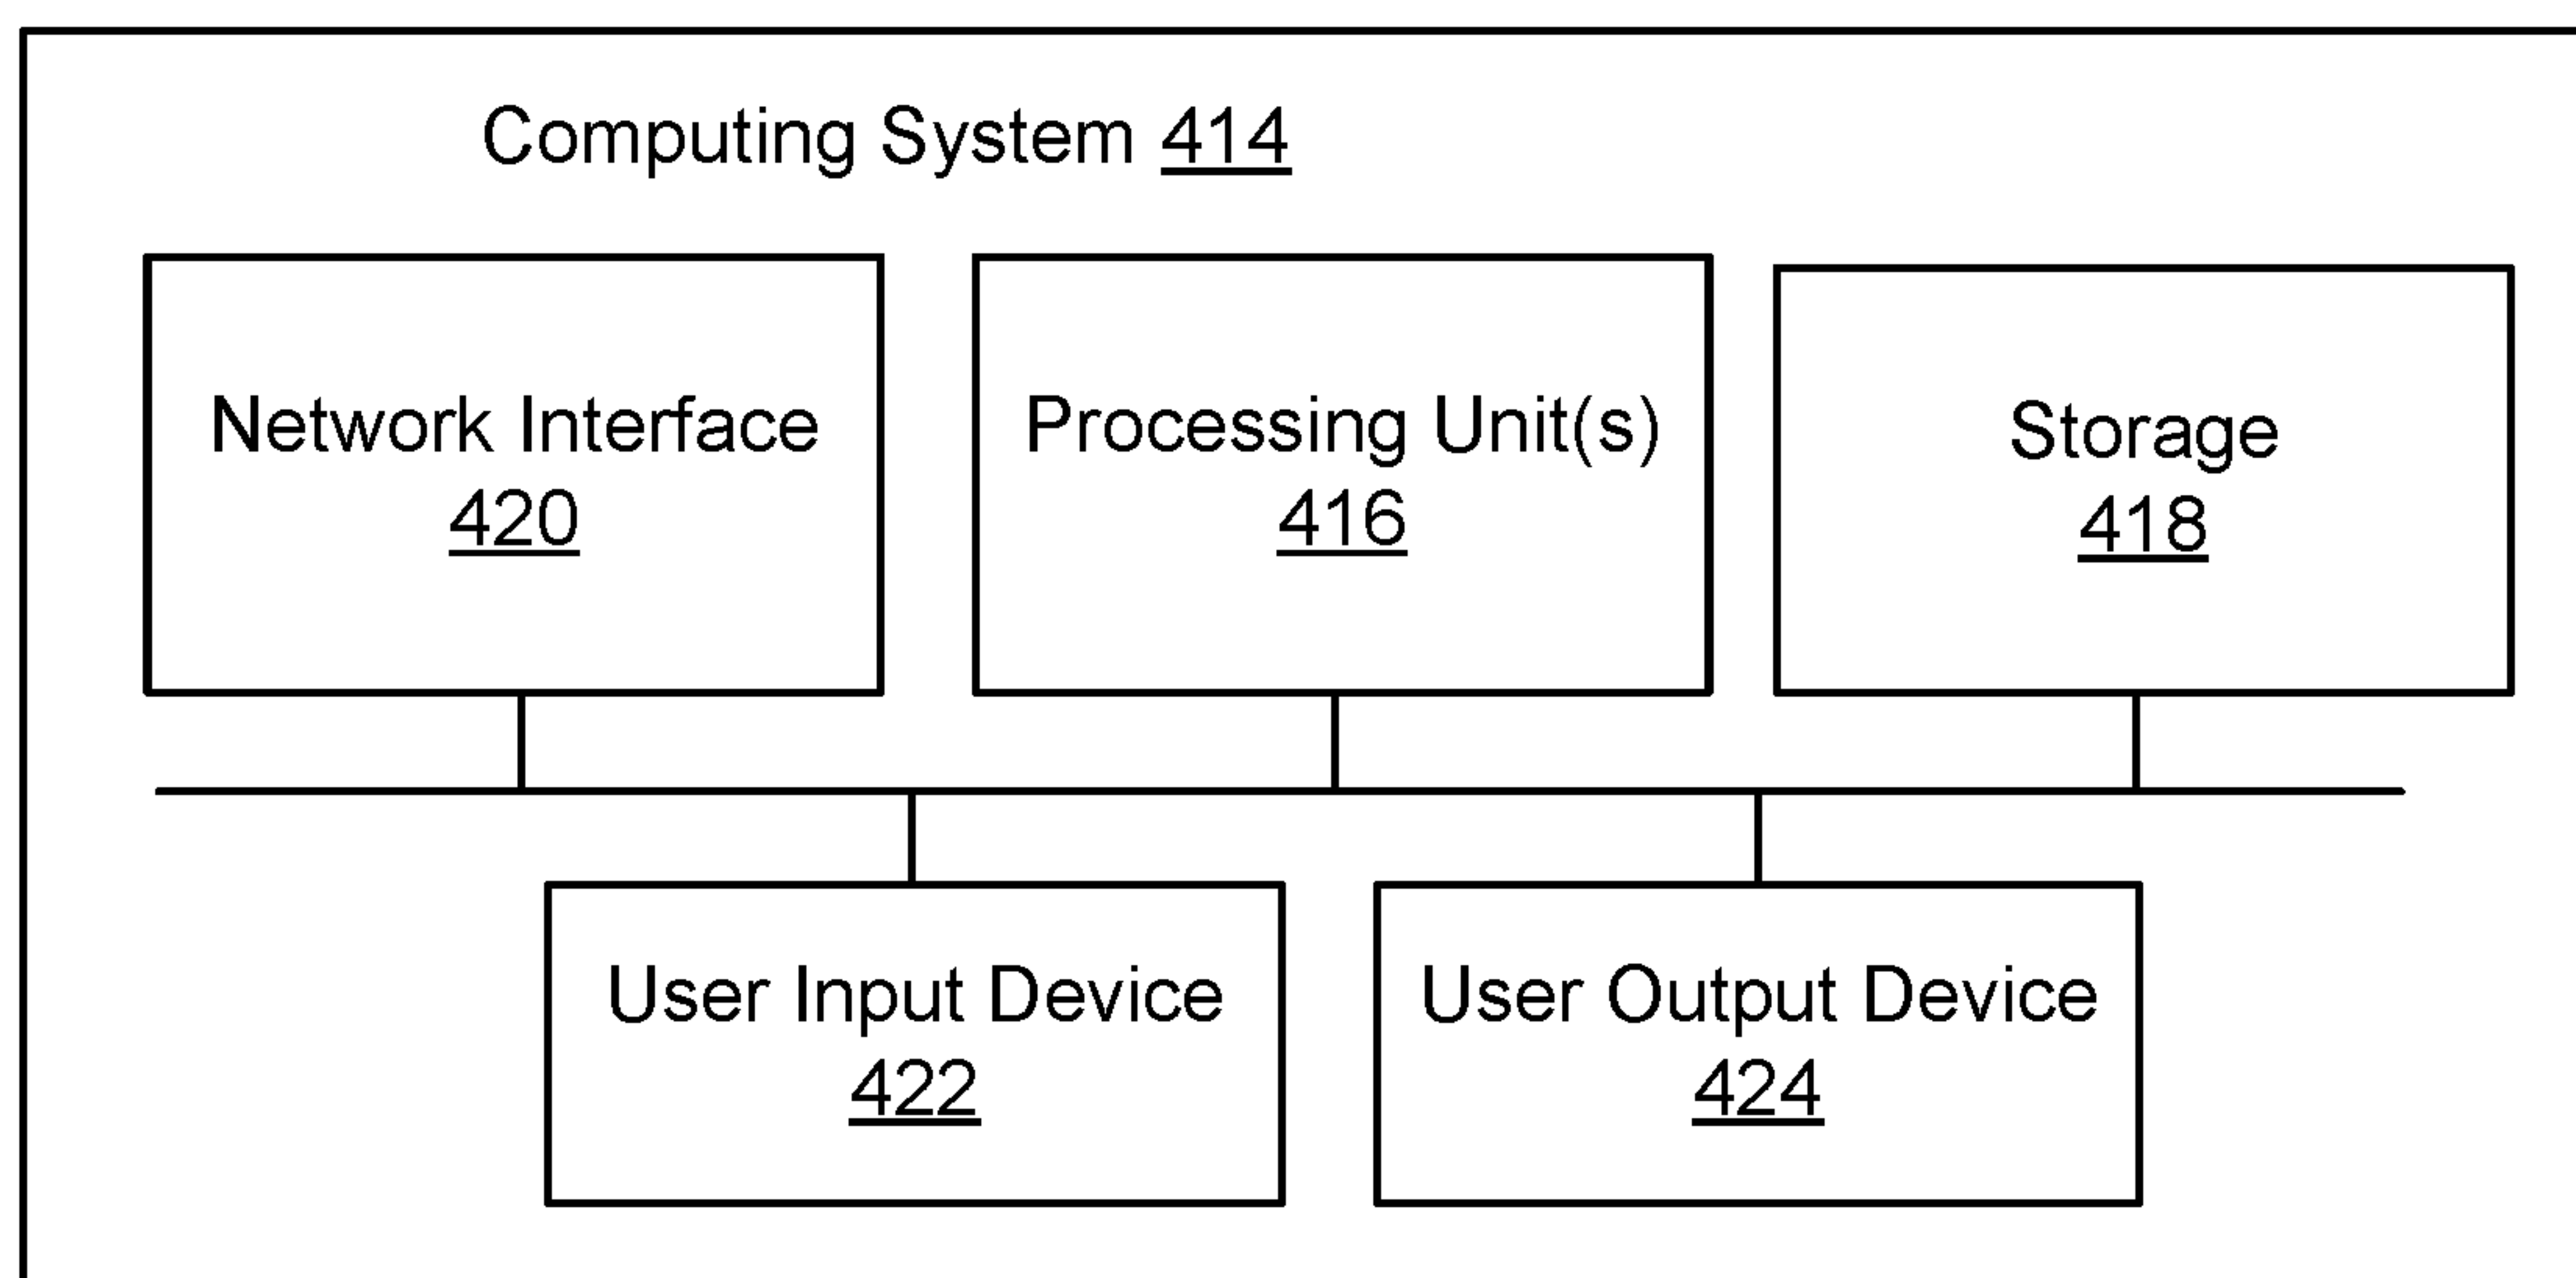 Computing System 414
Network Interface
420
Processing Unit(s)
416
Storage
418
User Input Device
422
User Output Device
424